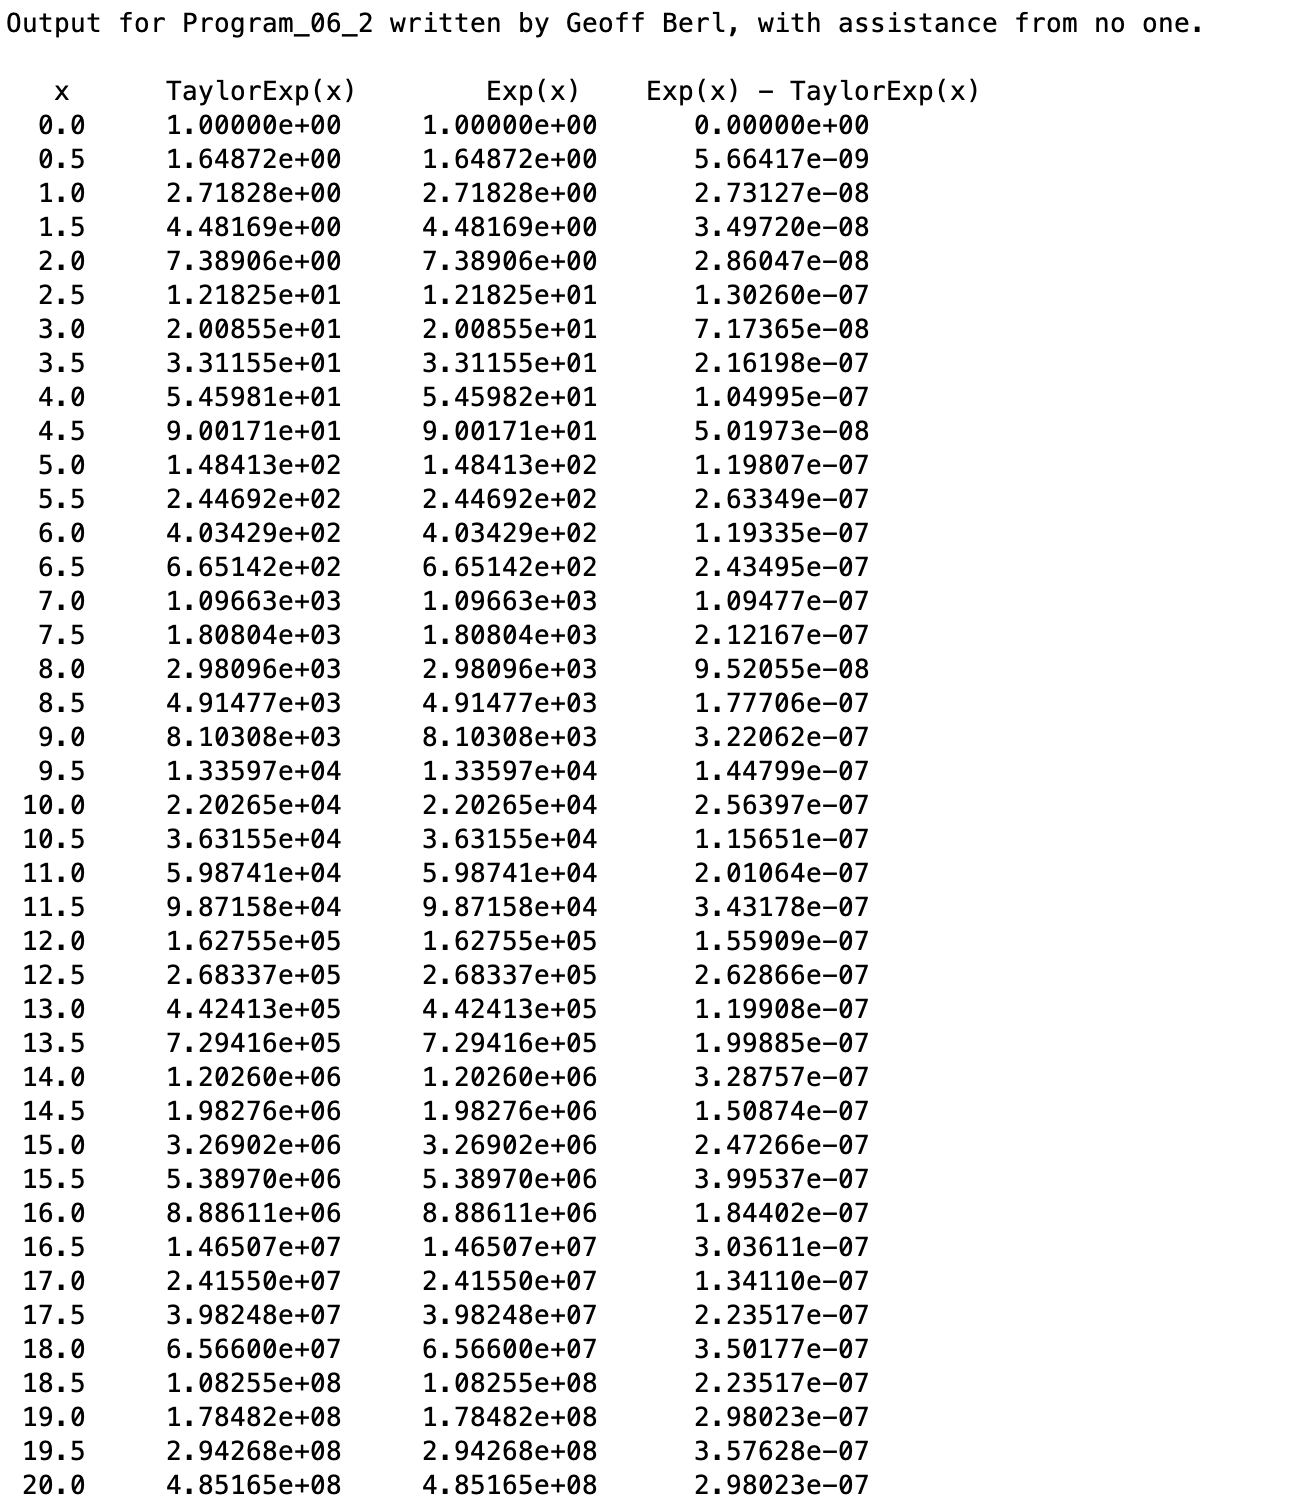 Output for Program_06_2 written by Geoff Berl, with assistance from no one.
x TaylorExp(x) Exp(x) Exp(x) − TaylorExp(x)
0.0 1.00000e+00 1.00000e+00 0.00000e+00
0.5 1.64872e+00 1.64872e+00 5.66417e−09
1.0 2.71828e+00 2.71828e+00 2.73127e−08
1.5 4.48169e+00 4.48169e+00 3.49720e−08
2.0 7.38906e+00 7.38906e+00 2.86047e−08
2.5 1.21825e+01 1.21825e+01 1.30260e−07
3.0 2.00855e+01 2.00855e+01 7.17365e−08
3.5 3.31155e+01 3.31155e+01 2.16198e−07
4.0 5.45981e+01 5.45982e+01 1.04995e−07
4.5 9.00171e+01 9.00171e+01 5.01973e−08
5.0 1.48413e+02 1.48413e+02 1.19807e−07
5.5 2.44692e+02 2.44692e+02 2.63349e−07
6.0 4.03429e+02 4.03429e+02 1.19335e−07
6.5 6.65142e+02 6.65142e+02 2.43495e−07
7.0 1.09663e+03 1.09663e+03 1.09477e−07
7.5 1.80804e+03 1.80804e+03 2.12167e−07
8.0 2.98096e+03 2.98096e+03 9.52055e−08
8.5 4.91477e+03 4.91477e+03 1.77706e−07
9.0 8.10308e+03 8.10308e+03 3.22062e−07
9.5 1.33597e+04 1.33597e+04 1.44799e−07
10.0 2.20265e+04 2.20265e+04 2.56397e−07
10.5 3.63155e+04 3.63155e+04 1.15651e−07
11.0 5.98741e+04 5.98741e+04 2.01064e−07
11.5 9.87158e+04 9.87158e+04 3.43178e−07
12.0 1.62755e+05 1.62755e+05 1.55909e−07
12.5 2.68337e+05 2.68337e+05 2.62866e−07
13.0 4.42413e+05 4.42413e+05 1.19908e−07
13.5 7.29416e+05 7.29416e+05 1.99885e−07
14.0 1.20260e+06 1.20260e+06 3.28757e−07
14.5 1.98276e+06 1.98276e+06 1.50874e−07
15.0 3.26902e+06 3.26902e+06 2.47266e−07
15.5 5.38970e+06 5.38970e+06 3.99537e−07
16.0 8.88611e+06 8.88611e+06 1.84402e−07
16.5 1.46507e+07 1.46507e+07 3.03611e−07
17.0 2.41550e+07 2.41550e+07 1.34110e−07
17.5 3.98248e+07 3.98248e+07 2.23517e−07
18.0 6.56600e+07 6.56600e+07 3.50177e−07
18.5 1.08255e+08 1.08255e+08 2.23517e−07
19.0 1.78482e+08 1.78482e+08 2.98023e−07
19.5 2.94268e+08 2.94268e+08 3.57628e−07
20.0 4.85165e+08 4.85165e+08 2.98023e−07